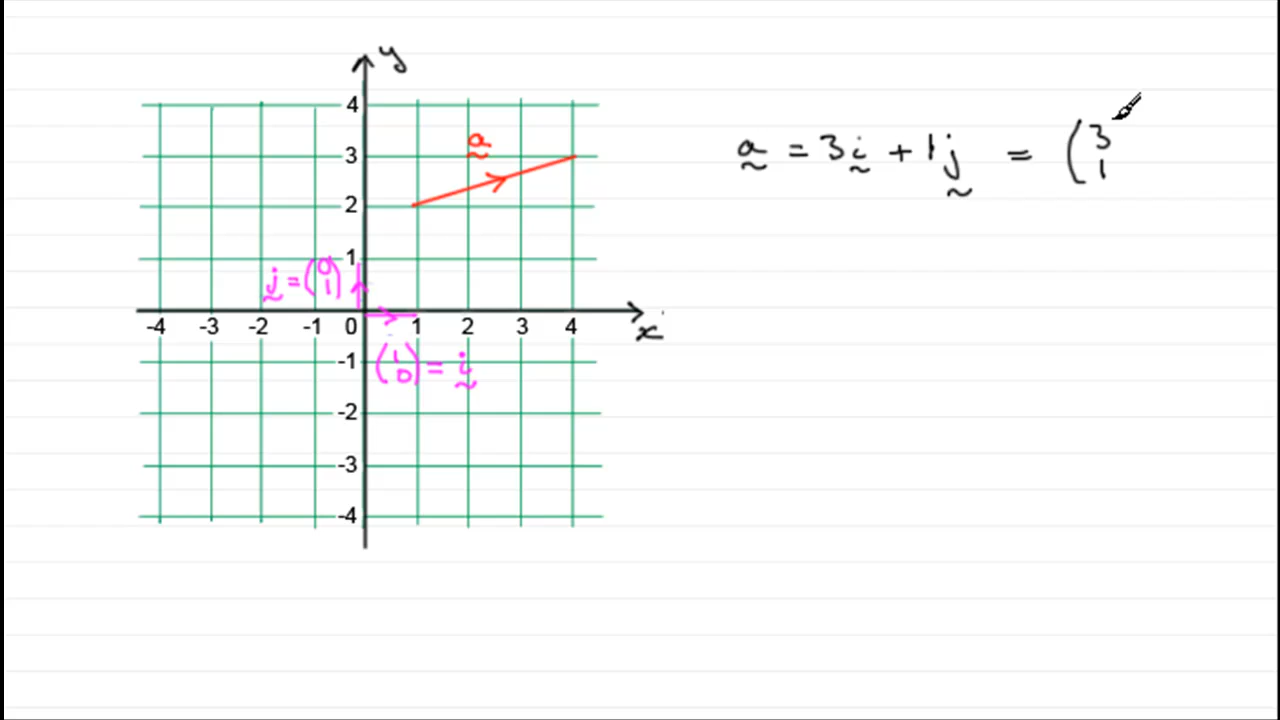 y
4
a
3
a = 3i + 1j = (3
1
2
1
j = (0
1)
-4 -3 -2 -1 0 1 2 3 4
x
-1
(1
0) = i
-2
-3
-4